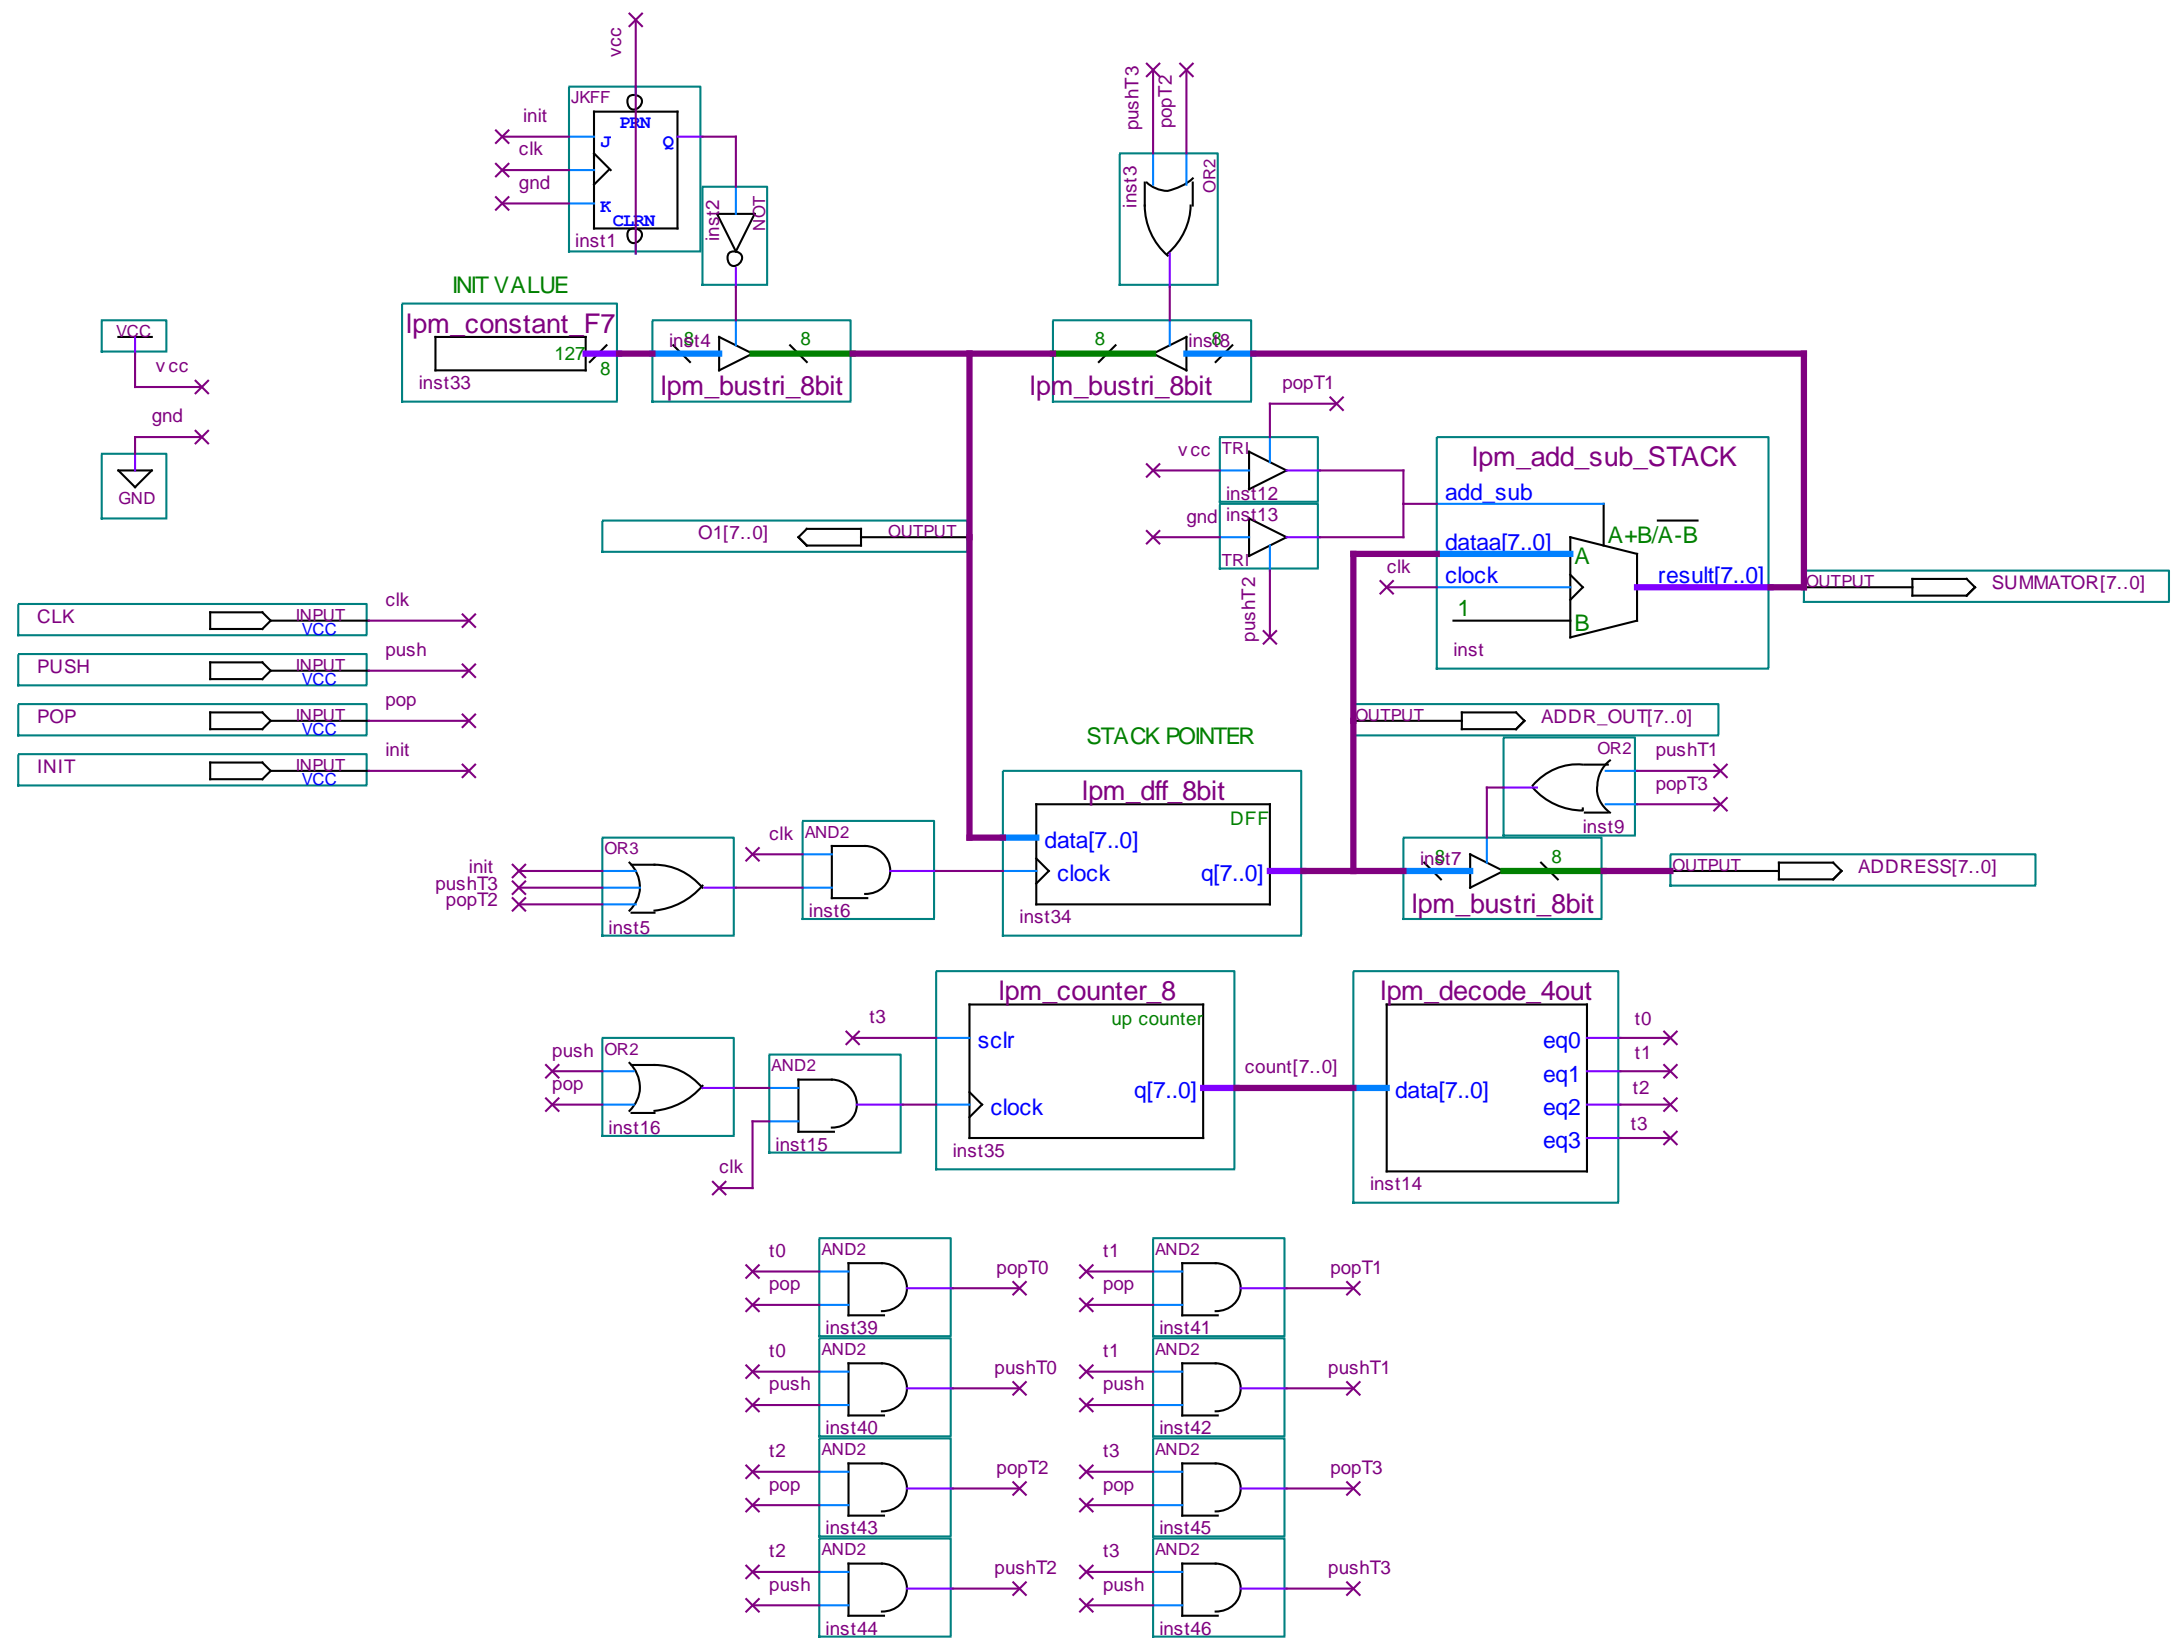 vcc
JKFF
PRN
init
J
Q
clk
gnd
K
CLRN
inst1
inst2
NOT
pushT3
popT2
inst3
OR2
INIT VALUE
lpm_constant_F7
127
8
inst33
8
inst4
8
lpm_bustri_8bit
8
inst18
8
lpm_bustri_8bit
VCC
vcc
gnd
GND
popT1
vcc
TRI
inst12
gnd
inst13
TRI
pushT2
lpm_add_sub_STACK
add_sub
A+B/A-B
dataa[7..0]
A
clk
clock
result[7..0]
1
B
inst
OUTPUT
SUMMATOR[7..0]
O1[7..0]
OUTPUT
CLK
INPUT
VCC
clk
PUSH
INPUT
VCC
push
POP
INPUT
VCC
pop
INIT
INPUT
VCC
init
OUTPUT
ADDR_OUT[7..0]
STACK POINTER
OR2
pushT1
popT3
inst9
lpm_dff_8bit
DFF
data[7..0]
clock
q[7..0]
inst34
inst7
8
8
lpm_bustri_8bit
OUTPUT
ADDRESS[7..0]
OR3
init
pushT3
popT2
inst5
clk
AND2
inst6
lpm_counter_8
up counter
t3
sclr
q[7..0]
clock
inst35
count[7..0]
lpm_decode_4out
data[7..0]
eq0
eq1
eq2
eq3
t0
t1
t2
t3
inst14
push
pop
OR2
inst16
AND2
inst15
clk
t0
pop
AND2
inst39
popT0
t1
pop
AND2
inst41
popT1
t0
push
AND2
inst40
pushT0
t1
push
AND2
inst42
pushT1
t2
pop
AND2
inst43
popT2
t3
pop
AND2
inst45
popT3
t2
push
AND2
inst44
pushT2
t3
push
AND2
inst46
pushT3